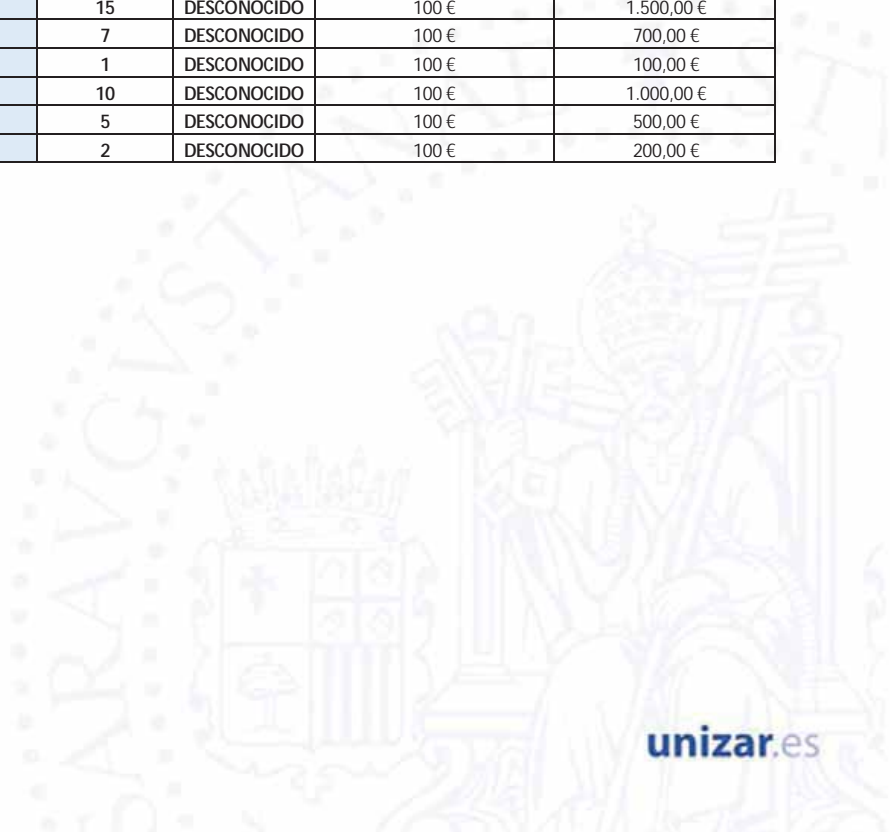 15 DESCONOCIDO 100 € 1.500,00 €
7 DESCONOCIDO 100 € 700,00 €
1 DESCONOCIDO 100 € 100,00 €
10 DESCONOCIDO 100 € 1.000,00 €
5 DESCONOCIDO 100 € 500,00 €
2 DESCONOCIDO 100 € 200,00 €
unizar.es